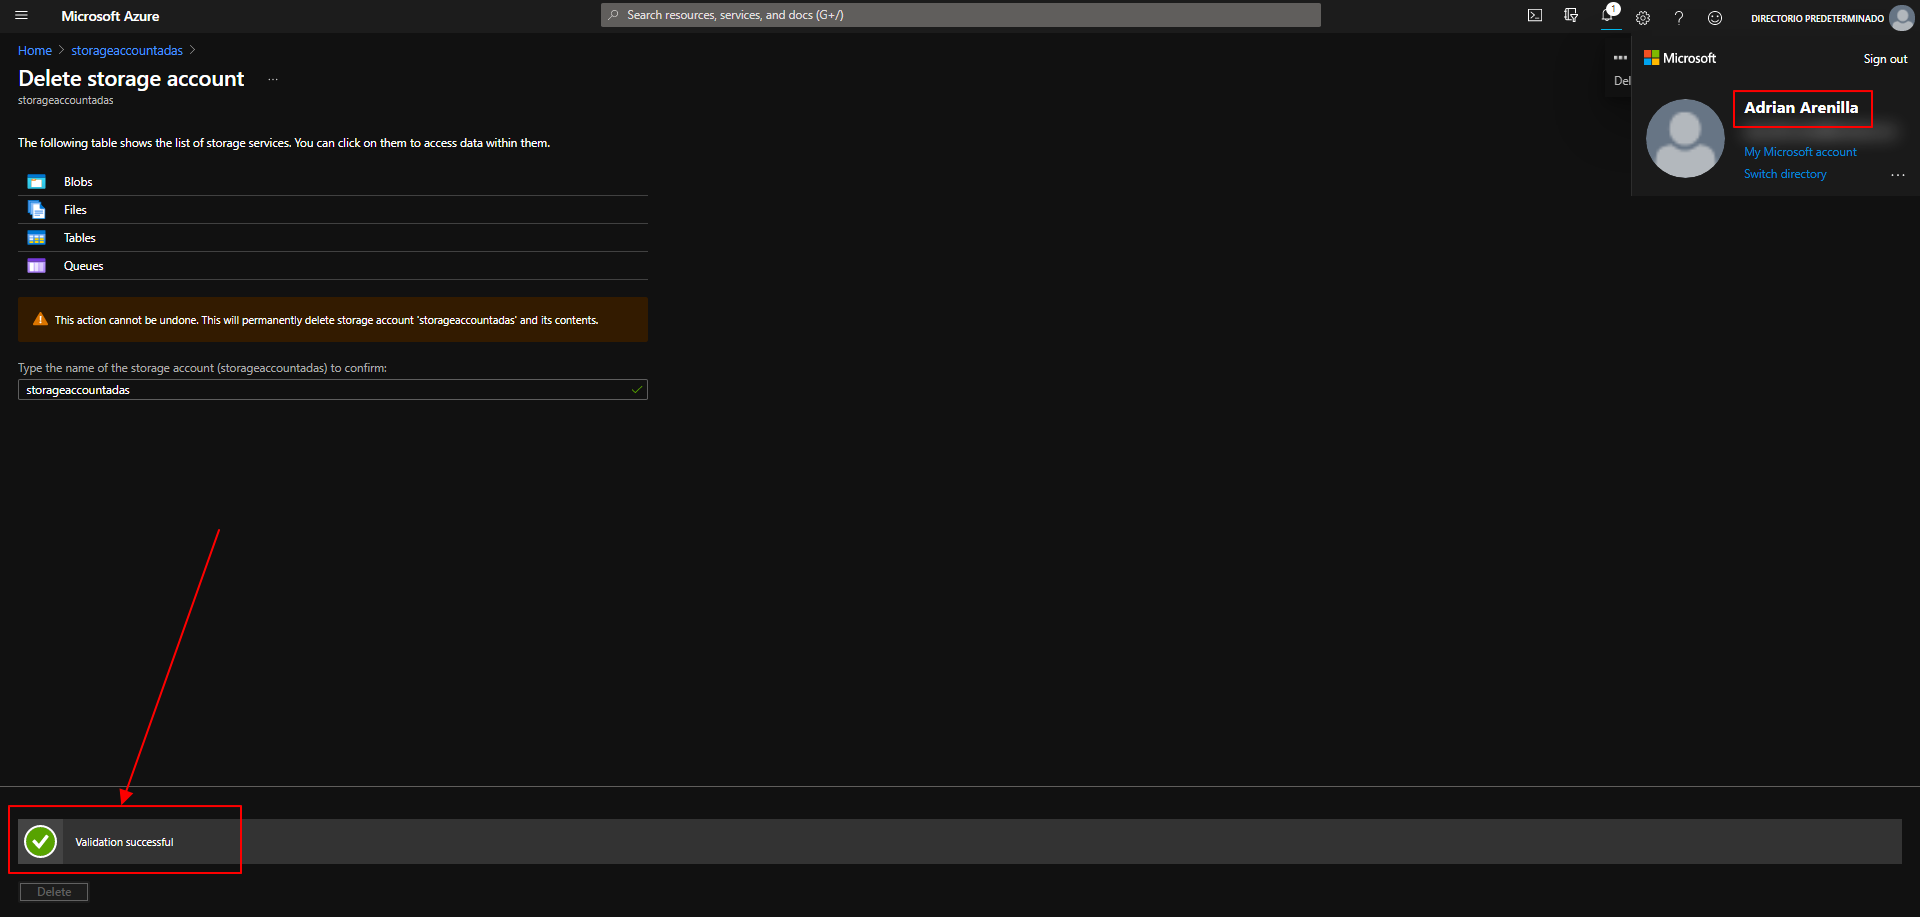 Microsoft Azure
Search resources, services, and docs (G+/)
1
DIRECTORIO PREDETERMINADO
Home > storageaccountadas >
Delete storage account ...
storageaccountadas
Del
Microsoft
Sign out
Adrian Arenilla
My Microsoft account
Switch directory
...
The following table shows the list of storage services. You can click on them to access data within them.
Blobs
Files
Tables
Queues
This action cannot be undone. This will permanently delete storage account 'storageaccountadas' and its contents.
Type the name of the storage account (storageaccountadas) to confirm:
storageaccountadas
Validation successful
Delete